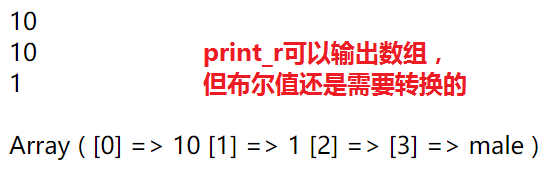 10
10
print_r可以输出数组，
1
但布尔值还是需要转换的
Array ( [0] => 10 [1] => 1 [2] => [3] => male )